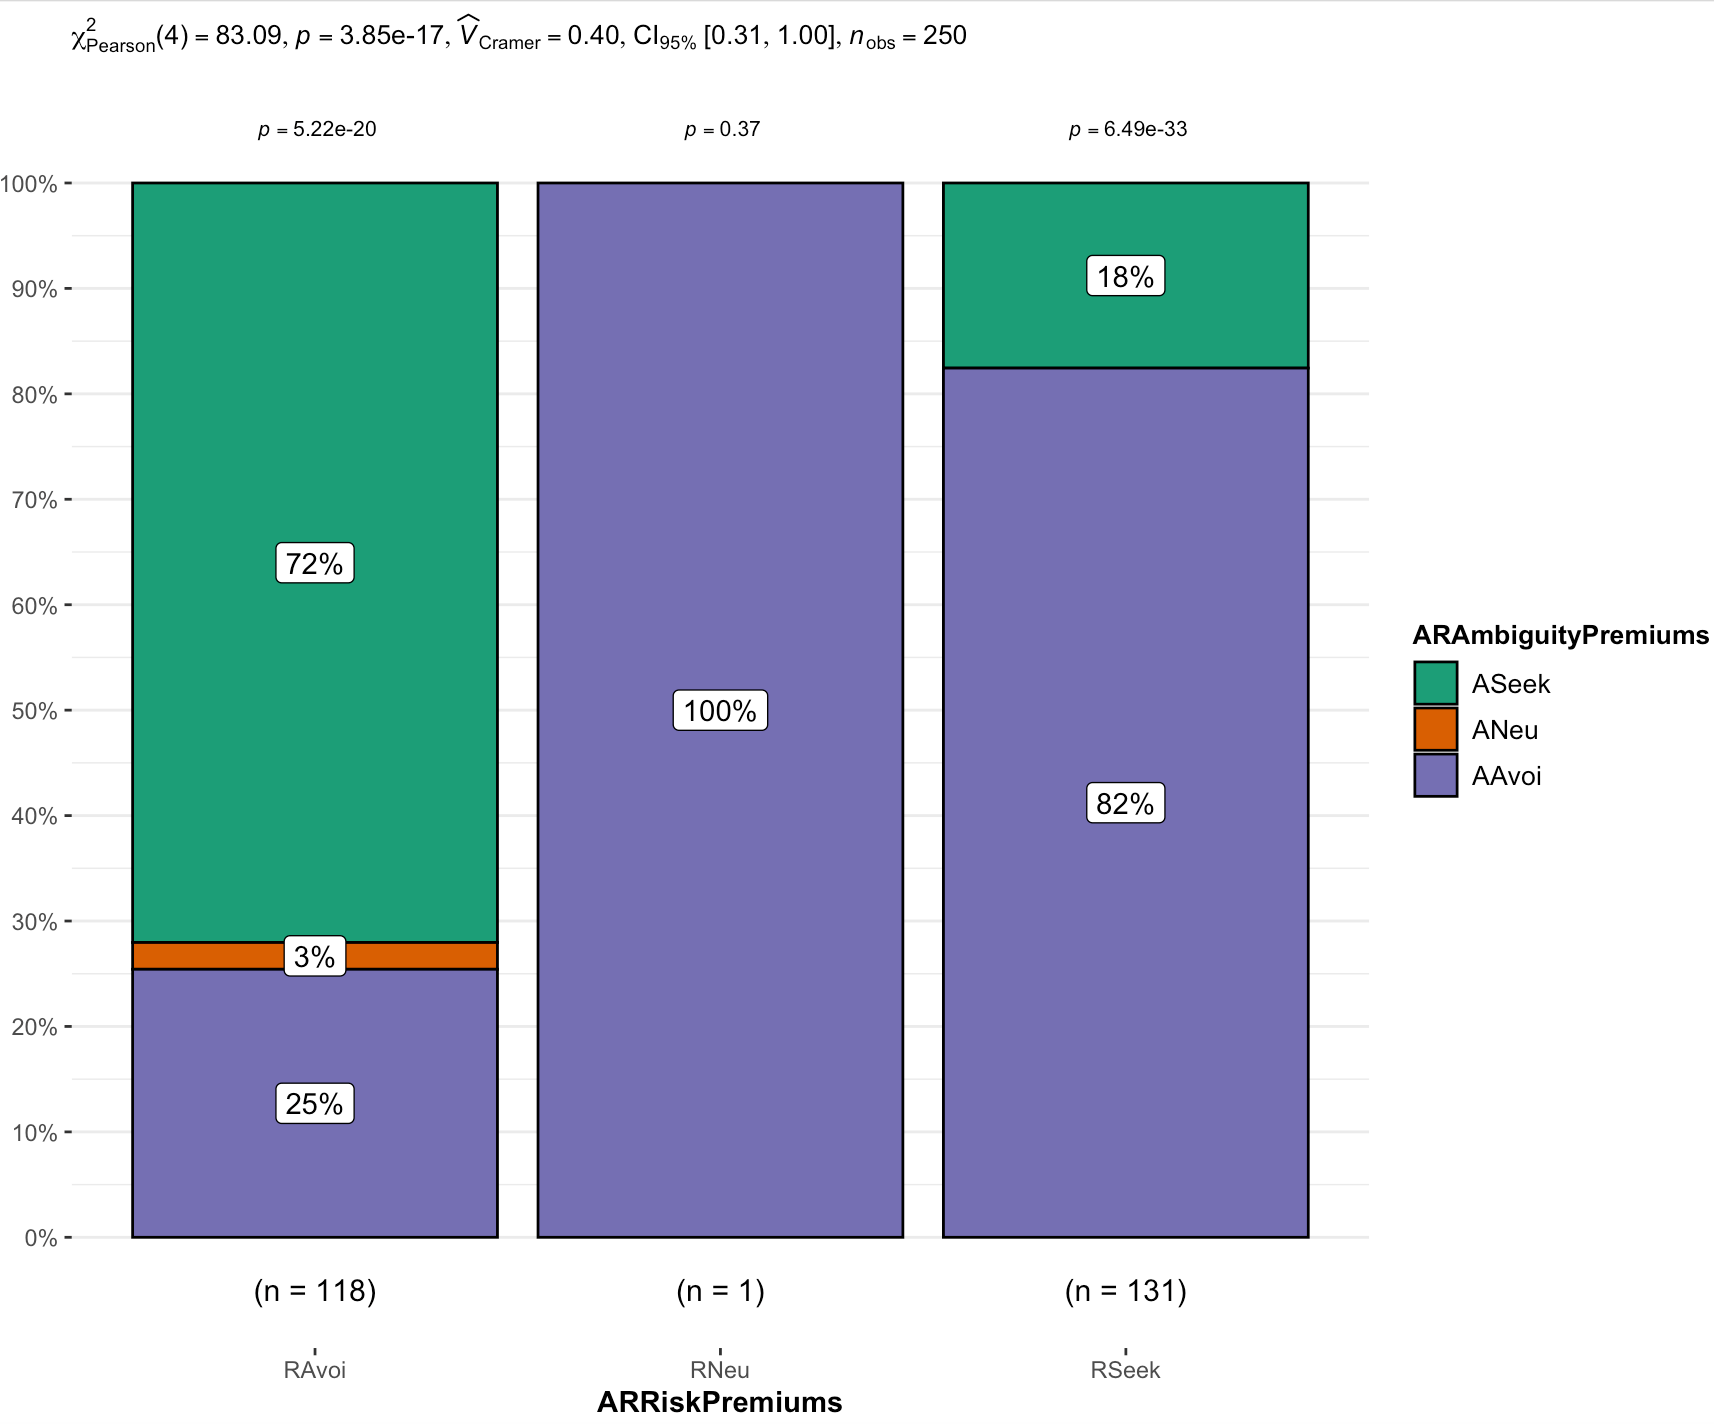 χ²Pearson(4) = 83.09, p = 3.85e-17, V̂Cramer = 0.40, CI95% [0.31, 1.00], nobs = 250
p = 5.22e-20
p = 0.37
p = 6.49e-33
100%
90%
80%
70%
60%
50%
40%
30%
20%
10%
0%
72%
3%
25%
100%
18%
82%
ARAmbiguityPremiums
ASeek
ANeu
AAvoi
(n = 118)
(n = 1)
(n = 131)
RAvoi
RNeu
RSeek
ARRiskPremiums